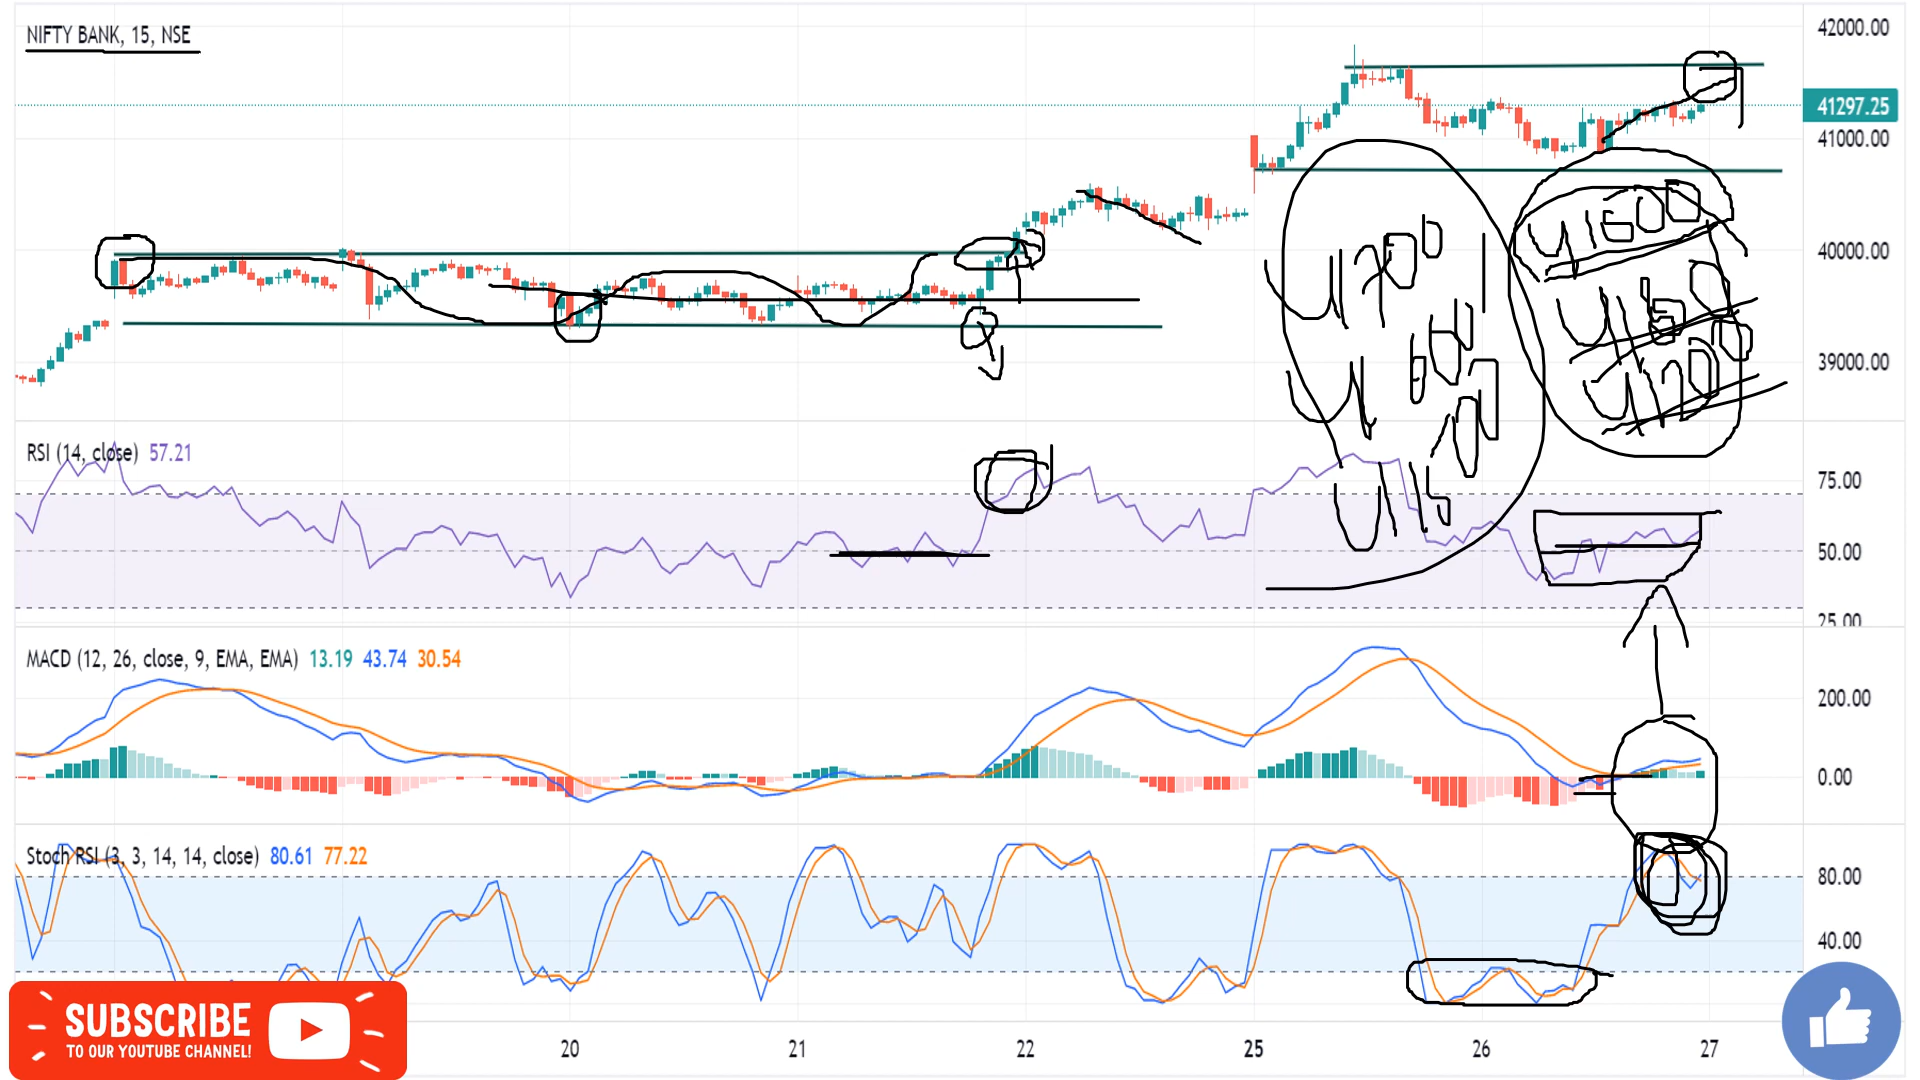 NIFTY BANK, 15, NSE
42000.00
41297.25
41000.00
40000.00
39000.00
RSI (14, close) 57.21
75.00
50.00
25.00
MACD (12, 26, close, 9, EMA, EMA) 13.19 43.74 30.54
200.00
0.00
Stoch RSI (3, 3, 14, 14, close) 80.61 77.22
80.00
40.00
SUBSCRIBE
TO OUR YOUTUBE CHANNEL!
20 21 22 25 26 27